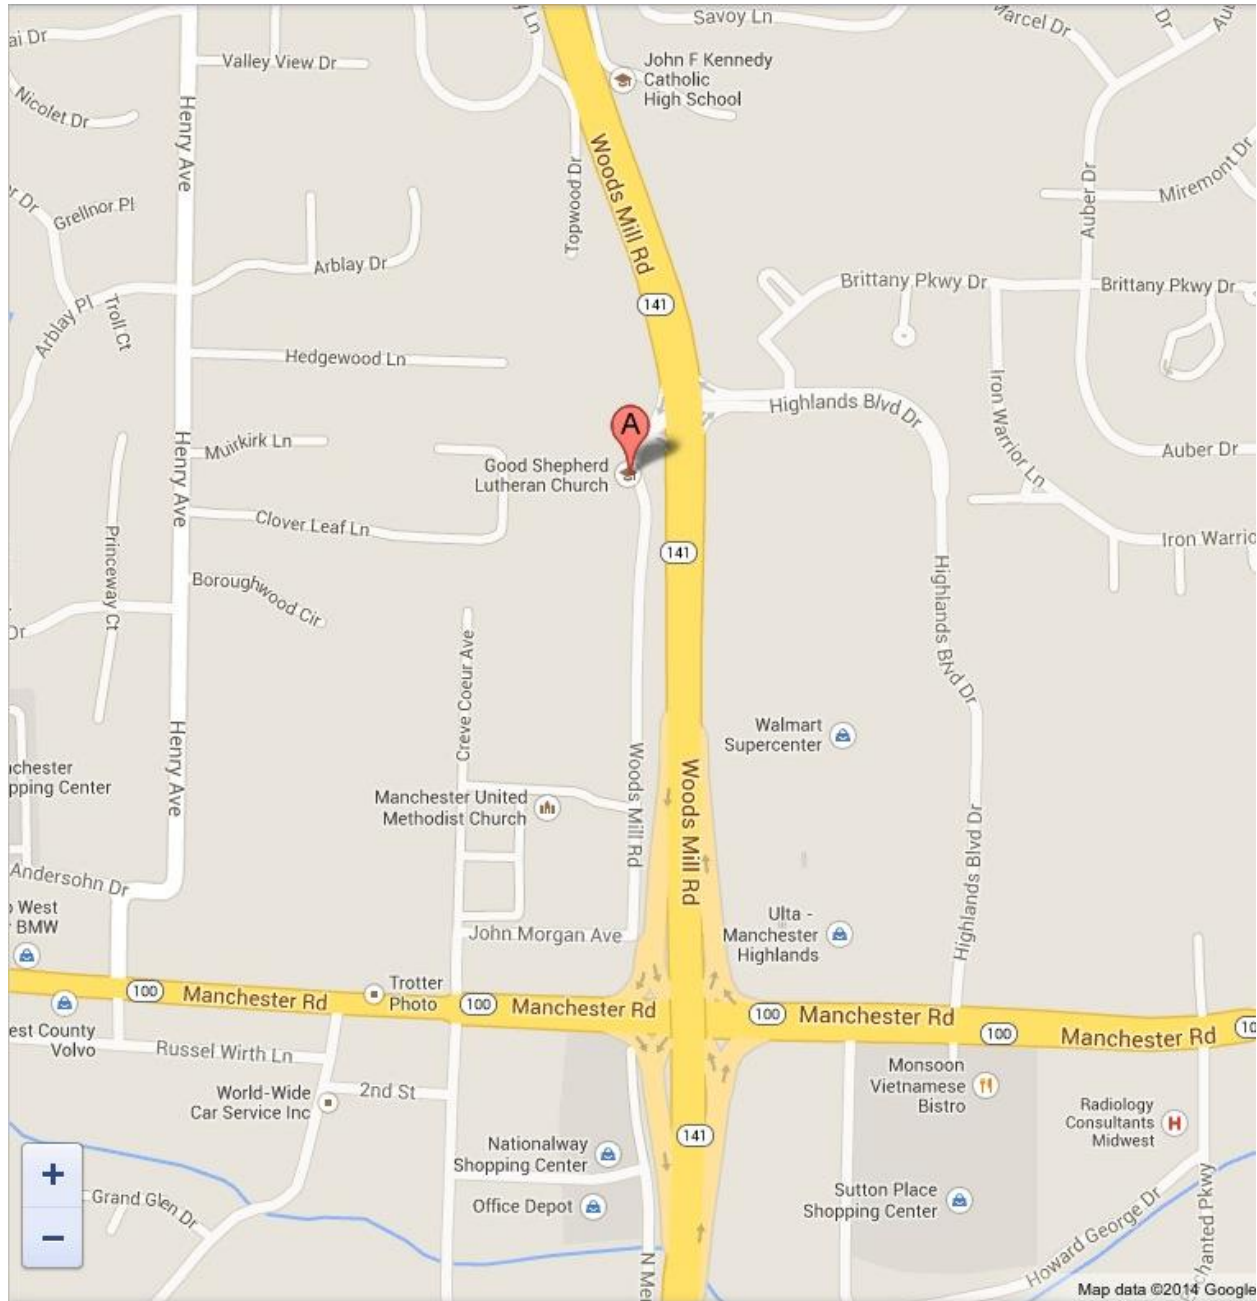 Savoy Ln
Marcel Dr
Dr
ai Dr
Valley View Dr
John F Kennedy
Catholic
High School
Nicolet Dr
Henry Ave
Woods Mill Rd
Topwood Dr
Auber Dr
Miremont Dr
Grellnor Pl
Arblay Dr
Brittany Pkwy Dr
Brittany Pkwy Dr
141
Arblay Pl
Troll Ct
Hedgewood Ln
Iron Warrior Ln
Highlands Blvd Dr
A
Muirkirk Ln
Auber Dr
Henry Ave
Good Shepherd
Lutheran Church
Clover Leaf Ln
Iron Warrio
141
Princeway Ct
Boroughwood Cir
Highlands Blvd Dr
Dr
Creve Coeur Ave
Henry Ave
Walmart
Supercenter
Woods Mill Rd
Woods Mill Rd
nchester
pping Center
Manchester United
Methodist Church
Highlands Blvd Dr
Andersohn Dr
West
BMW
Ulta -
Manchester
Highlands
John Morgan Ave
Trotter
Photo
100
Manchester Rd
100
Manchester Rd
100
Manchester Rd
100
Manchester Rd
10
est County
Volvo
Russel Wirth Ln
Monsoon
Vietnamese
Bistro
2nd St
World-Wide
Car Service Inc
Radiology
Consultants
Midwest
H
141
Nationalway
Shopping Center
+
Grand Glen Dr
Office Depot
Sutton Place
Shopping Center
Howard George Dr
Enchanted Pkwy
−
N Me
Map data ©2014 Google